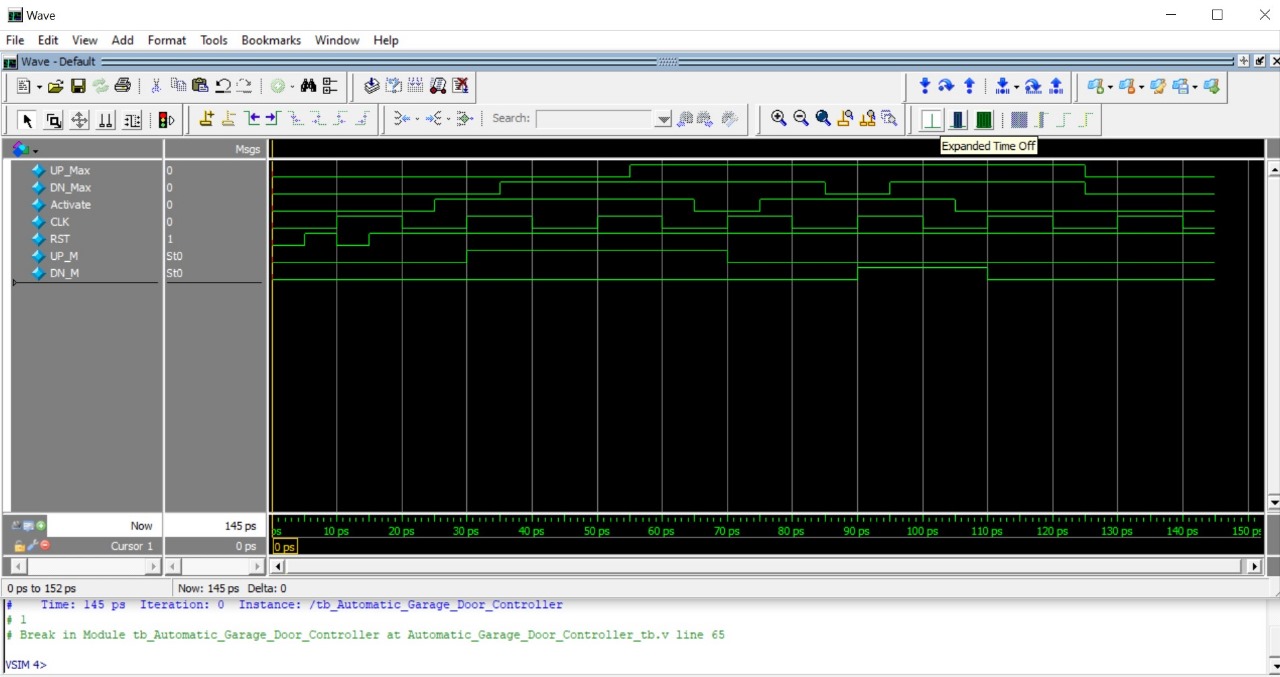 Wave
File Edit View Add Format Tools Bookmarks Window Help
Wave - Default
Search:
Expanded Time Off
Msgs
UP_Max 0
DN_Max 0
Activate 0
CLK 0
RST 1
UP_M St0
DN_M St0
Now 145 ps
ps 10 ps 20 ps 30 ps 40 ps 50 ps 60 ps 70 ps 80 ps 90 ps 100 ps 110 ps 120 ps 130 ps 140 ps 150 ps
Cursor 1 0 ps 0 ps
0 ps to 152 ps Now: 145 ps Delta: 0
# Time: 145 ps Iteration: 0 Instance: /tb_Automatic_Garage_Door_Controller
# 1
# Break in Module tb_Automatic_Garage_Door_Controller at Automatic_Garage_Door_Controller_tb.v line 65
VSIM 4>